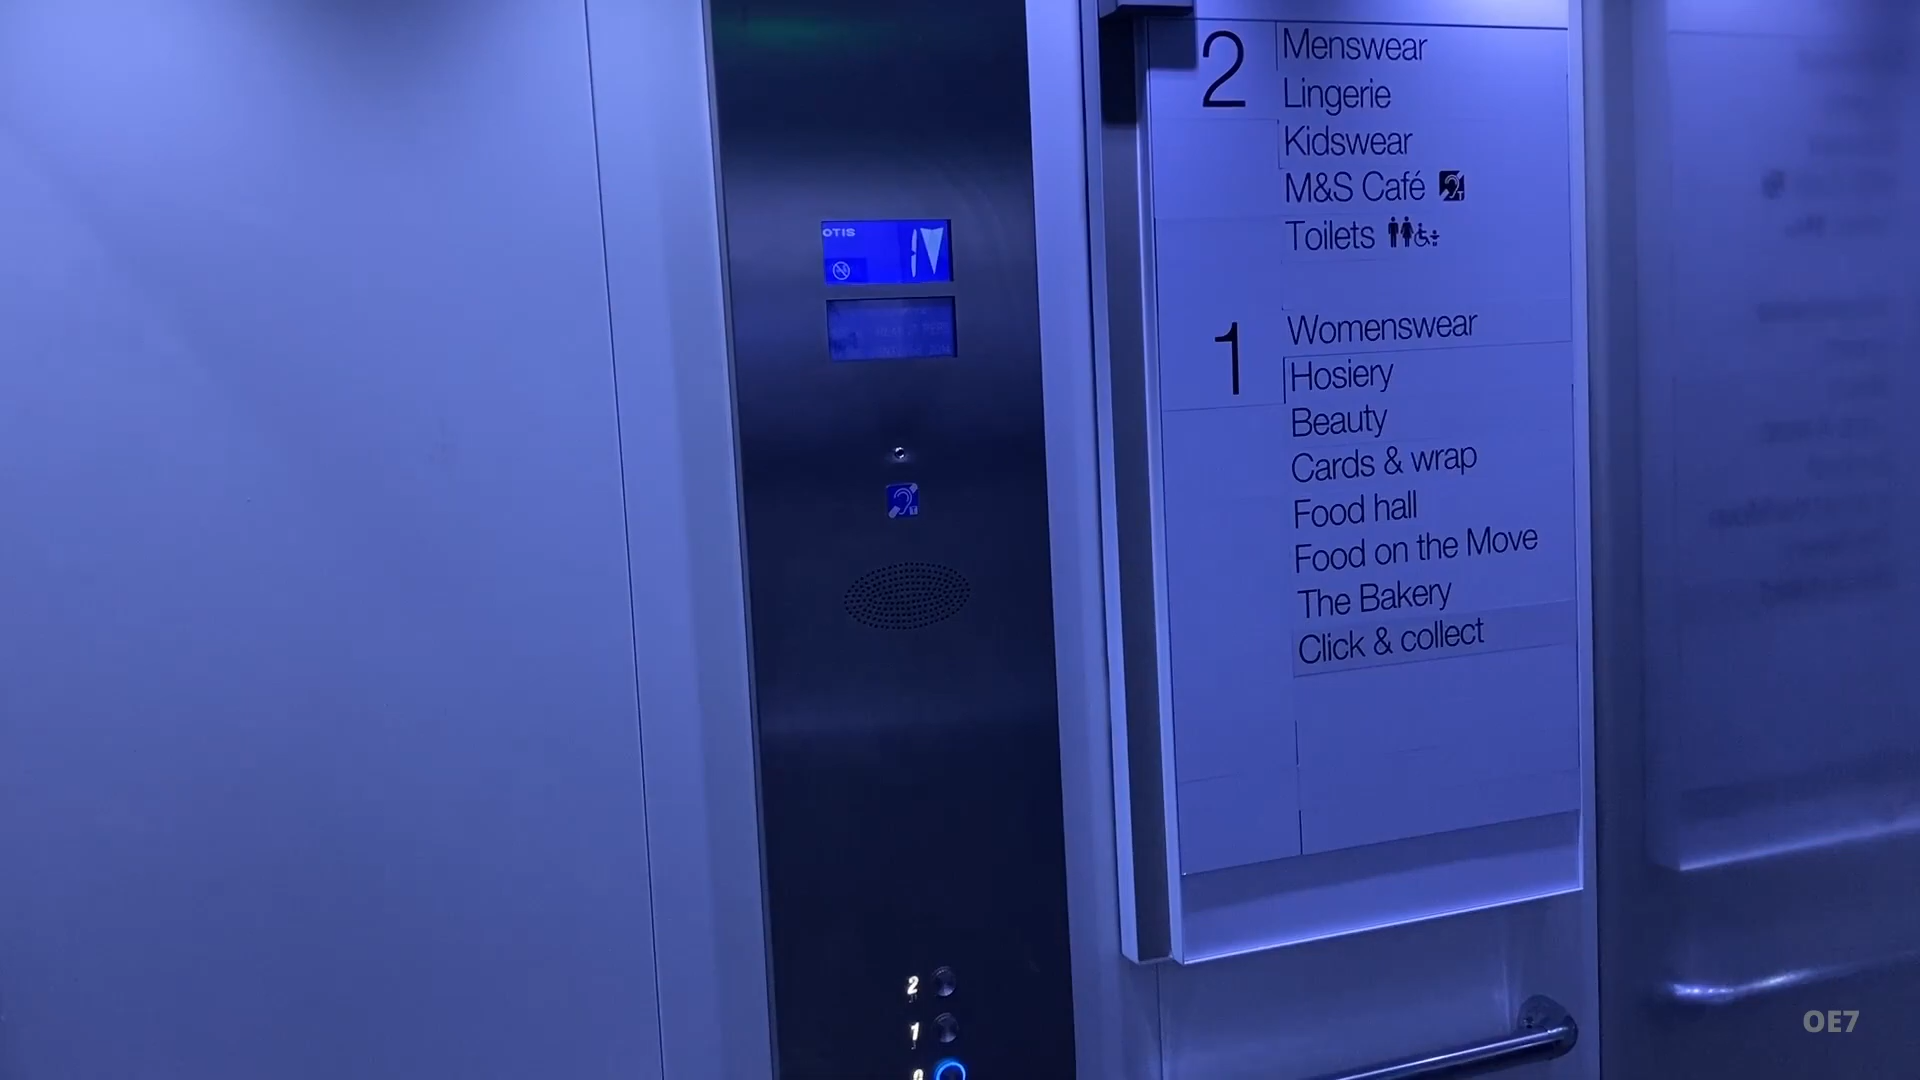 2
Menswear
Lingerie
Kidswear
M&S Café
Toilets
1
Womenswear
Hosiery
Beauty
Cards & wrap
Food hall
Food on the Move
The Bakery
Click & collect
OTIS
T
2
1
0
OE7